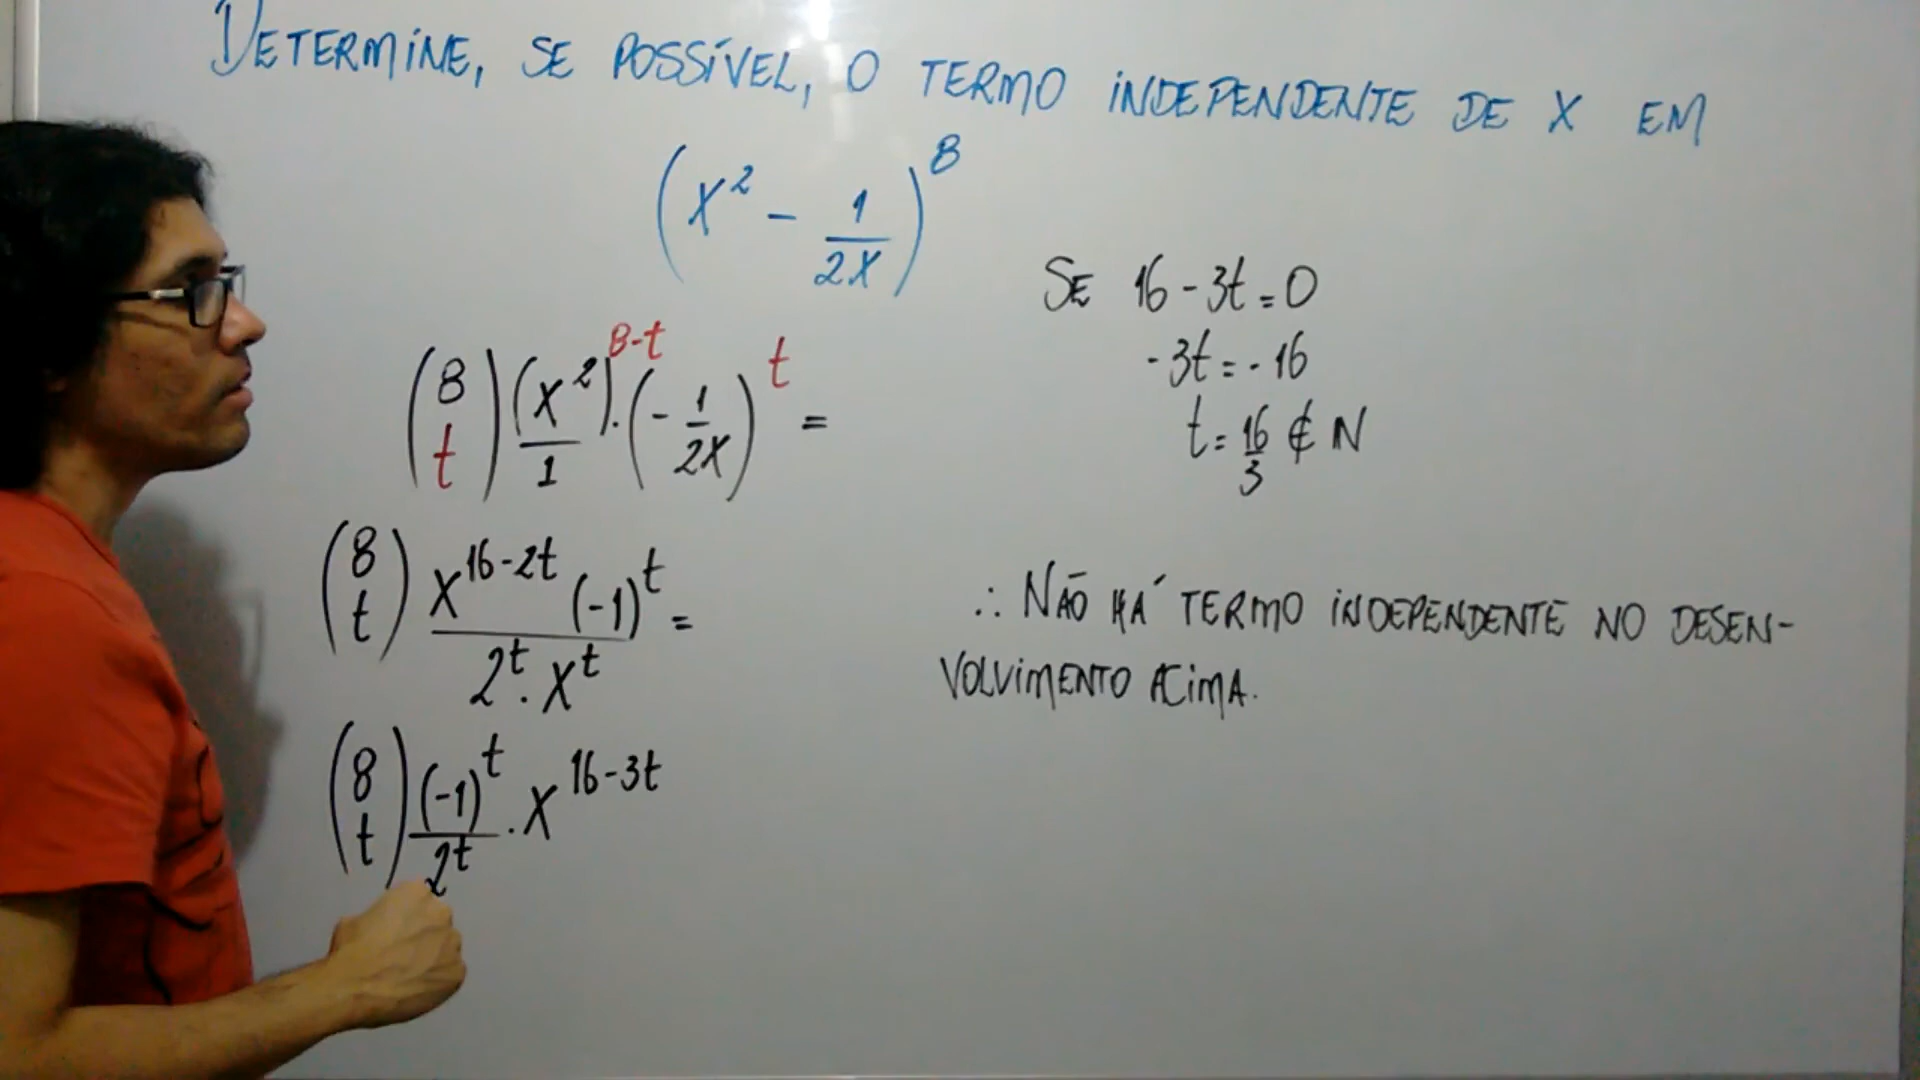 DETERMINE, SE POSSÍVEL, O TERMO INDEPENDENTE DE X EM
(X² - 1/2X)⁸
(8 t) (X²)/1^(8-t) . (-1/2X)^t =
(8 t) X^(16-2t) (-1)^t / 2^t . X^t =
(8 t) (-1)^t / 2^t . X^(16-3t)
SE 16 - 3t = 0
-3t = -16
t = 16/3 ∉ N
∴ NÃO HÁ TERMO INDEPENDENTE NO DESEN-
VOLVIMENTO ACIMA.